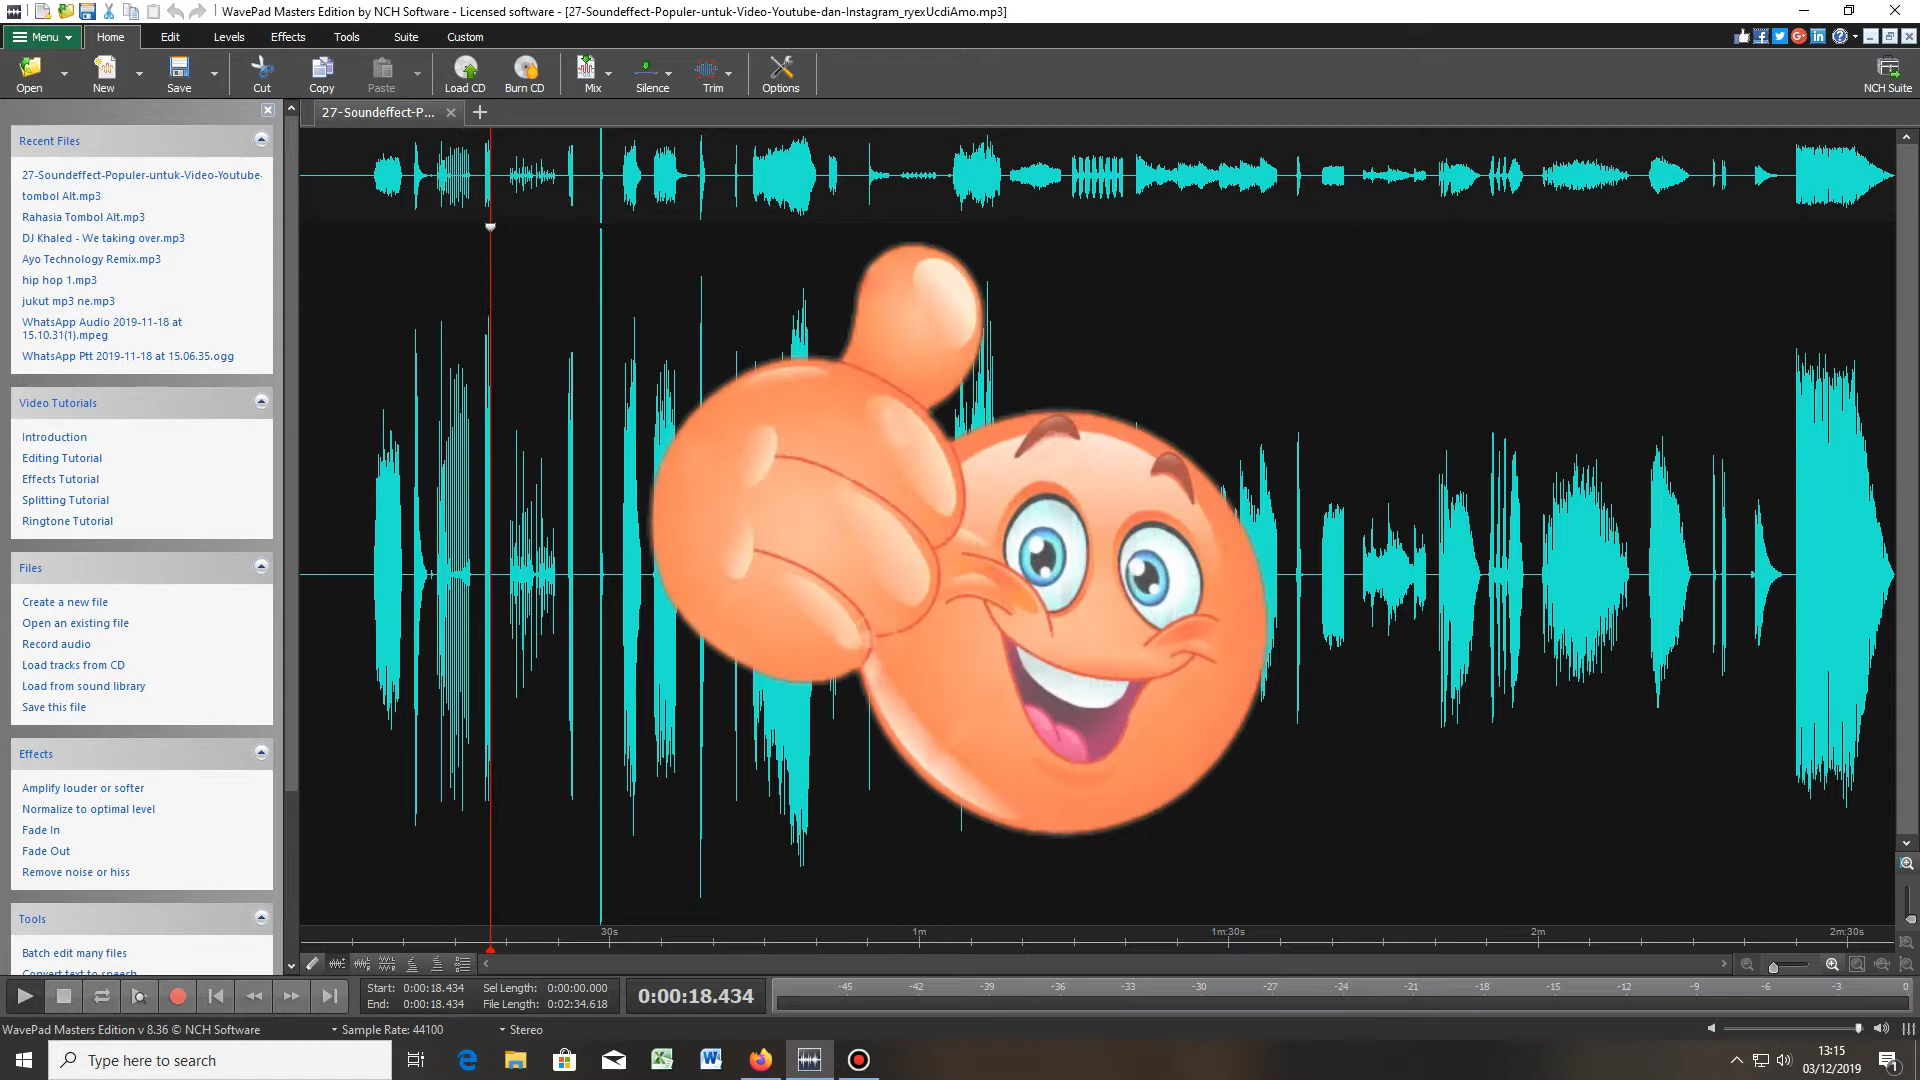 WavePad Masters Edition by NCH Software - Licensed software - [27-Soundeffect-Populer-untuk-Video-Youtube-dan-Instagram_ryexUcdiAmo.mp3]
Menu Home Edit Levels Effects Tools Suite Custom
Open New Save Cut Copy Paste Load CD Burn CD Mix Silence Trim Options NCH Suite
27-Soundeffect-P...
Recent Files
27-Soundeffect-Populer-untuk-Video-Youtube-
tombol Alt.mp3
Rahasia Tombol Alt.mp3
DJ Khaled - We taking over.mp3
Ayo Technology Remix.mp3
hip hop 1.mp3
jukut mp3 ne.mp3
WhatsApp Audio 2019-11-18 at
15.10.31(1).mpeg
WhatsApp Ptt 2019-11-18 at 15.06.35.ogg
Video Tutorials
Introduction
Editing Tutorial
Effects Tutorial
Splitting Tutorial
Ringtone Tutorial
Files
Create a new file
Open an existing file
Record audio
Load tracks from CD
Load from sound library
Save this file
Effects
Amplify louder or softer
Normalize to optimal level
Fade In
Fade Out
Remove noise or hiss
Tools
Batch edit many files
Convert text to speech
30s 1m 1m:30s 2m 2m:30s
Start: 0:00:18.434 Sel Length: 0:00:00.000
End: 0:00:18.434 File Length: 0:02:34.618
0:00:18.434
-45 -42 -39 -36 -33 -30 -27 -24 -21 -18 -15 -12 -9 -6 -3 0
WavePad Masters Edition v 8.36 © NCH Software Sample Rate: 44100 Stereo
Type here to search
13:15
03/12/2019
1